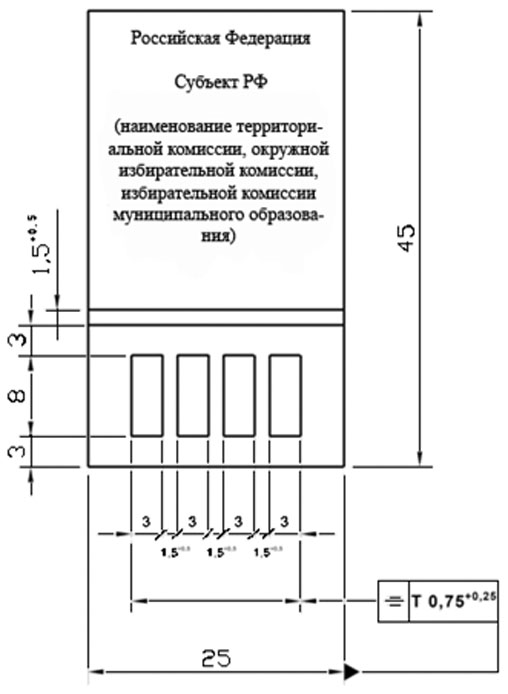 Российская Федерация
Субъект РФ
(наименование территори-
альной комиссии, окружной
избирательной комиссии,
избирательной комиссии
муниципального образова-
ния)
1,5+0.5
45
3
8
3
3 3 3 3
1,5+0,5 1,5+0,5 1,5+0,5
T 0,75+0,25
25